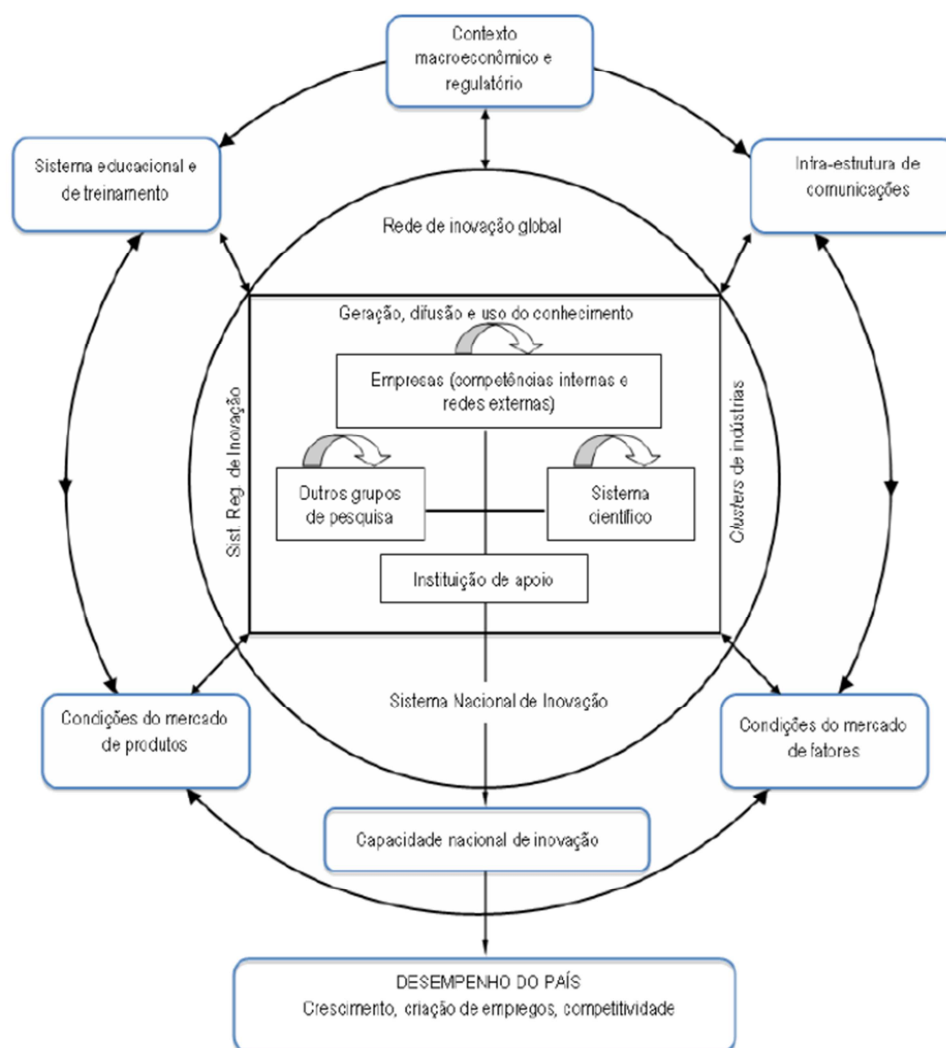 Contexto
macroeconômico e
regulatório
Sistema educacional e
de treinamento
Infra-estrutura de
comunicações
Rede de inovação global
Geração, difusão e uso do conhecimento
Empresas (competências internas e
redes externas)
Sist. Reg. de Inovação
Clusters de indústrias
Outros grupos
de pesquisa
Sistema
científico
Instituição de apoio
Sistema Nacional de Inovação
Condições do mercado
de produtos
Condições do mercado
de fatores
Capacidade nacional de inovação
DESEMPENHO DO PAÍS
Crescimento, criação de empregos, competitividade